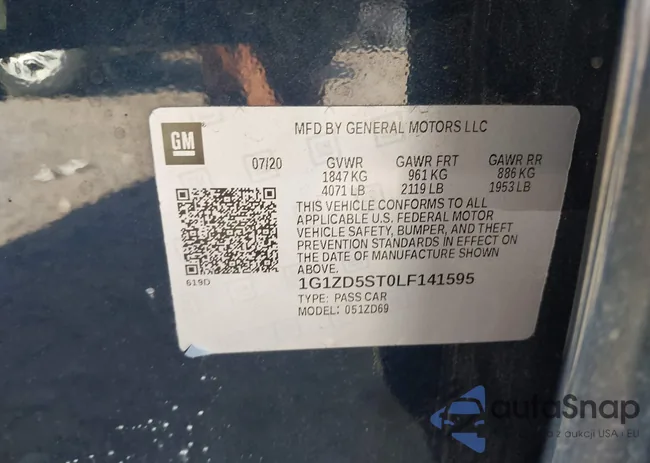 GM
MFD BY GENERAL MOTORS LLC
07/20 GVWR GAWR FRT GAWR RR
1847 KG 961 KG 886 KG
4071 LB 2119 LB 1953 LB
THIS VEHICLE CONFORMS TO ALL
APPLICABLE U.S. FEDERAL MOTOR
VEHICLE SAFETY, BUMPER, AND THEFT
PREVENTION STANDARDS IN EFFECT ON
THE DATE OF MANUFACTURE SHOWN
ABOVE.
619D
1G1ZD5ST0LF141595
TYPE: PASS CAR
MODEL: 051ZD69
autoSnap
z aukcji USA i EU